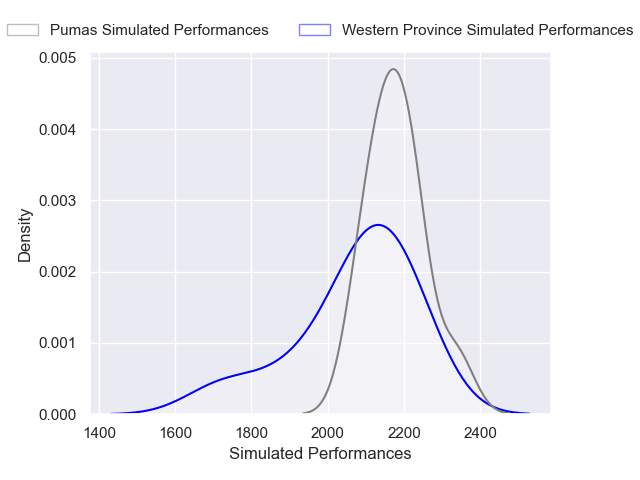 Pumas Simulated Performances Western Province Simulated Performances
0.005
0.004
0.003
0.002
0.001
0.000
Density
1400 1600 1800 2000 2200 2400
Simulated Performances